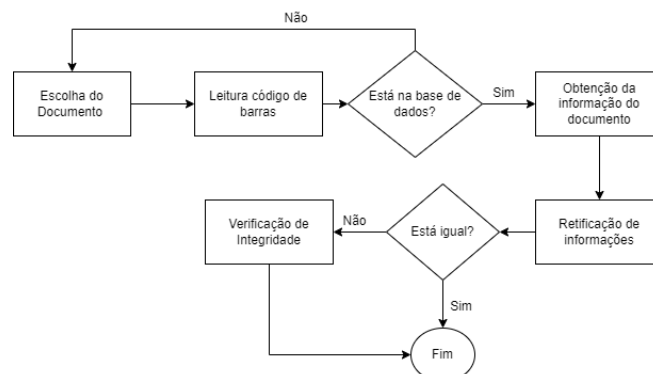 Não
Escolha do
Documento
Leitura código de
barras
Está na base de
dados?
Sim
Obtenção da
informação do
documento
Verificação de
Integridade
Não
Está igual?
Retificação de
informações
Sim
Fim